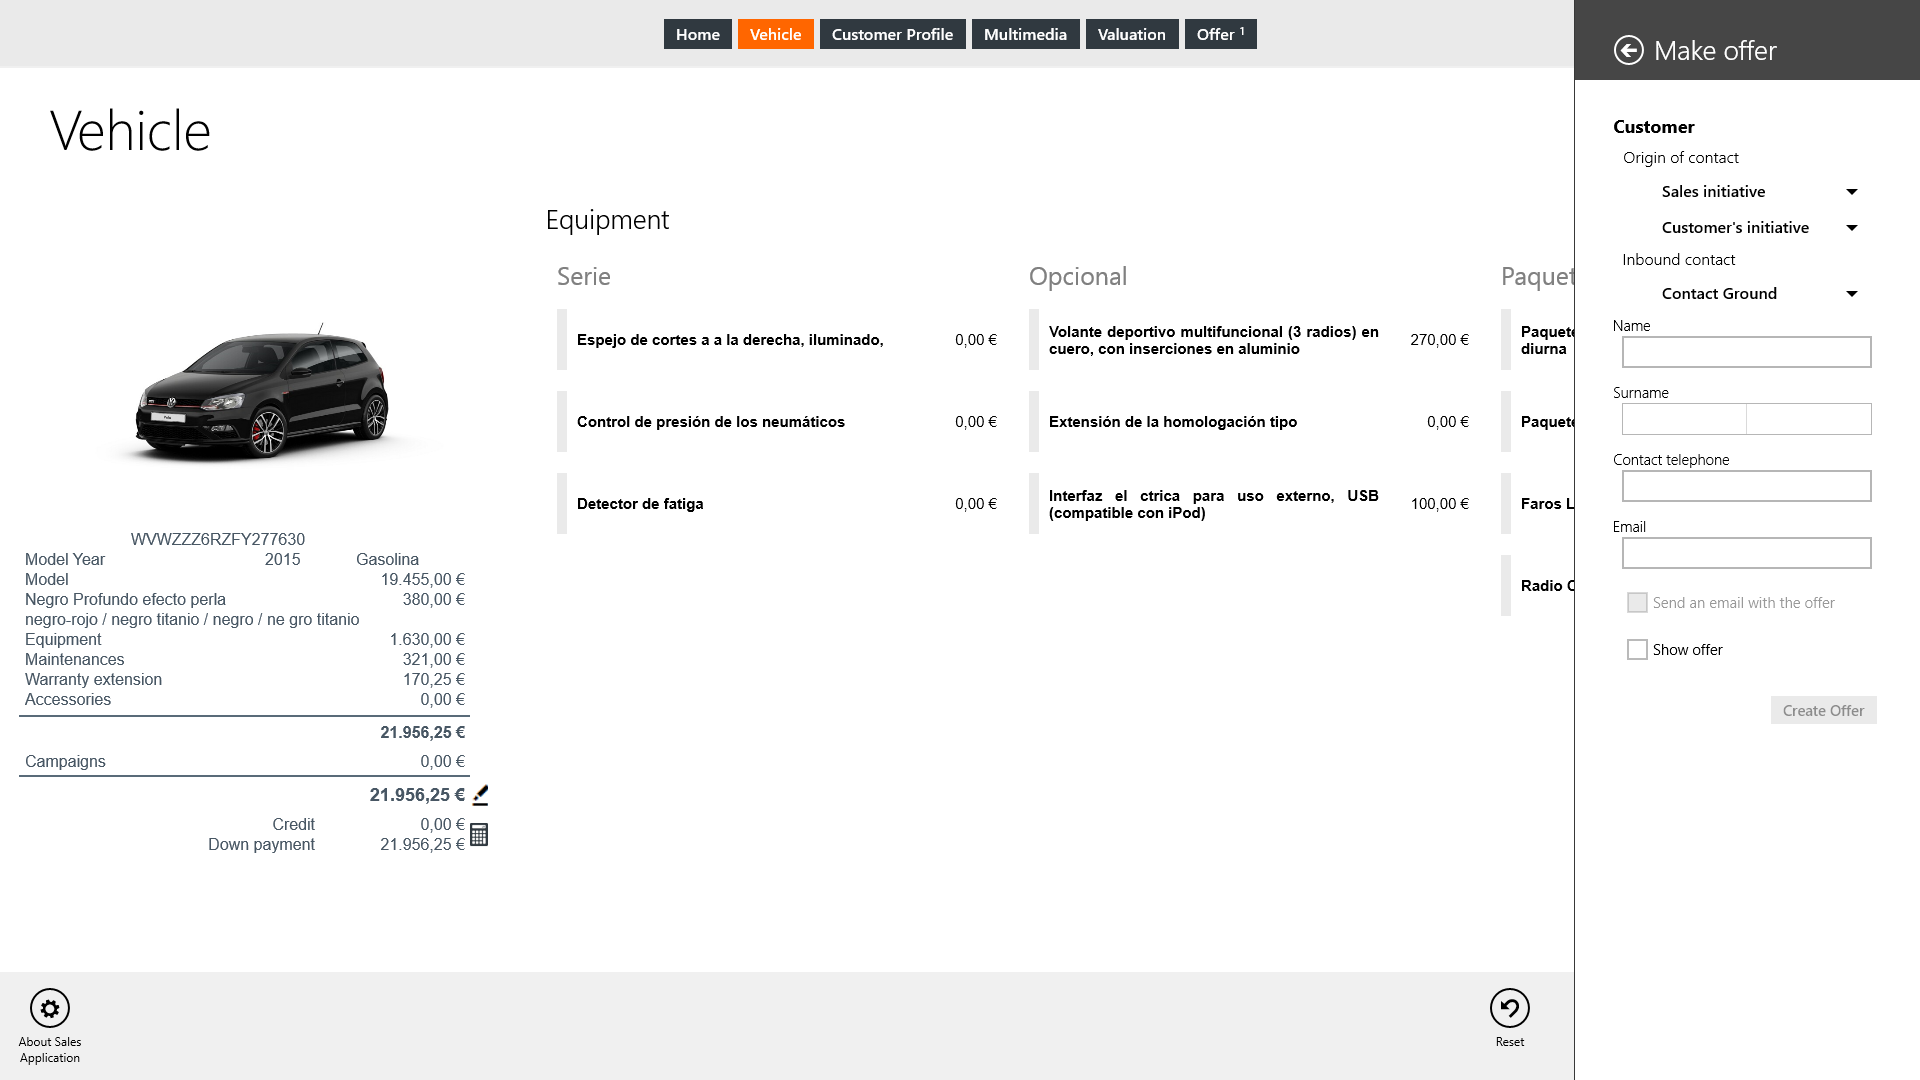 Home
Vehicle
Customer Profile
Multimedia
Valuation
Offer 1
Make offer
Vehicle
Equipment
Serie
Espejo de cortes a a la derecha, iluminado,
0,00 €
Control de presión de los neumáticos
0,00 €
Detector de fatiga
0,00 €
Opcional
Volante deportivo multifuncional (3 radios) en
cuero, con inserciones en aluminio
270,00 €
Extensión de la homologación tipo
0,00 €
Interfaz el ctrica para uso externo, USB
(compatible con iPod)
100,00 €
Paquet
Paquete
diurna
Paquete
Faros L
Radio C
WVWZZZ6RZFY277630
Model Year 2015 Gasolina
Model 19.455,00 €
Negro Profundo efecto perla 380,00 €
negro-rojo / negro titanio / negro / ne gro titanio
Equipment 1.630,00 €
Maintenances 321,00 €
Warranty extension 170,25 €
Accessories 0,00 €
21.956,25 €
Campaigns 0,00 €
21.956,25 €
Credit 0,00 €
Down payment 21.956,25 €
Customer
Origin of contact
Sales initiative
Customer's initiative
Inbound contact
Contact Ground
Name
Surname
Contact telephone
Email
Send an email with the offer
Show offer
Create Offer
About Sales
Application
Reset